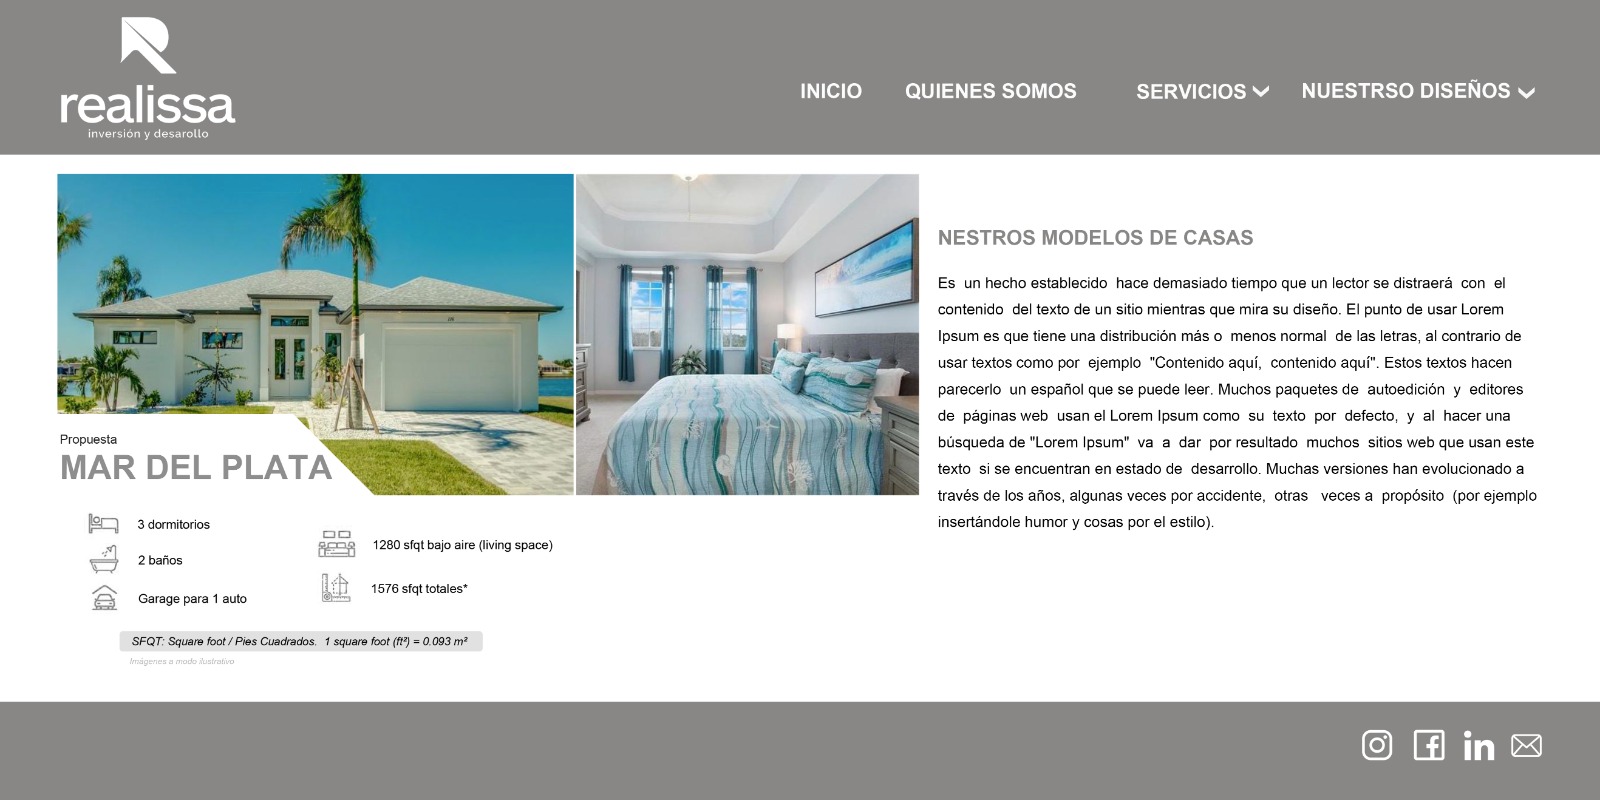 realissa
inversión y desarollo
INICIO QUIENES SOMOS SERVICIOS NUESTRSO DISEÑOS
Propuesta
MAR DEL PLATA
3 dormitorios
2 baños
Garage para 1 auto
1280 sfqt bajo aire (living space)
1576 sfqt totales*
SFQT: Square foot / Pies Cuadrados. 1 square foot (ft²) = 0.093 m²
Imágenes a modo ilustrativo
NESTROS MODELOS DE CASAS
Es un hecho establecido hace demasiado tiempo que un lector se distraerá con el
contenido del texto de un sitio mientras que mira su diseño. El punto de usar Lorem
Ipsum es que tiene una distribución más o menos normal de las letras, al contrario de
usar textos como por ejemplo "Contenido aquí, contenido aquí". Estos textos hacen
parecerlo un español que se puede leer. Muchos paquetes de autoedición y editores
de páginas web usan el Lorem Ipsum como su texto por defecto, y al hacer una
búsqueda de "Lorem Ipsum" va a dar por resultado muchos sitios web que usan este
texto si se encuentran en estado de desarrollo. Muchas versiones han evolucionado a
través de los años, algunas veces por accidente, otras veces a propósito (por ejemplo
insertándole humor y cosas por el estilo).